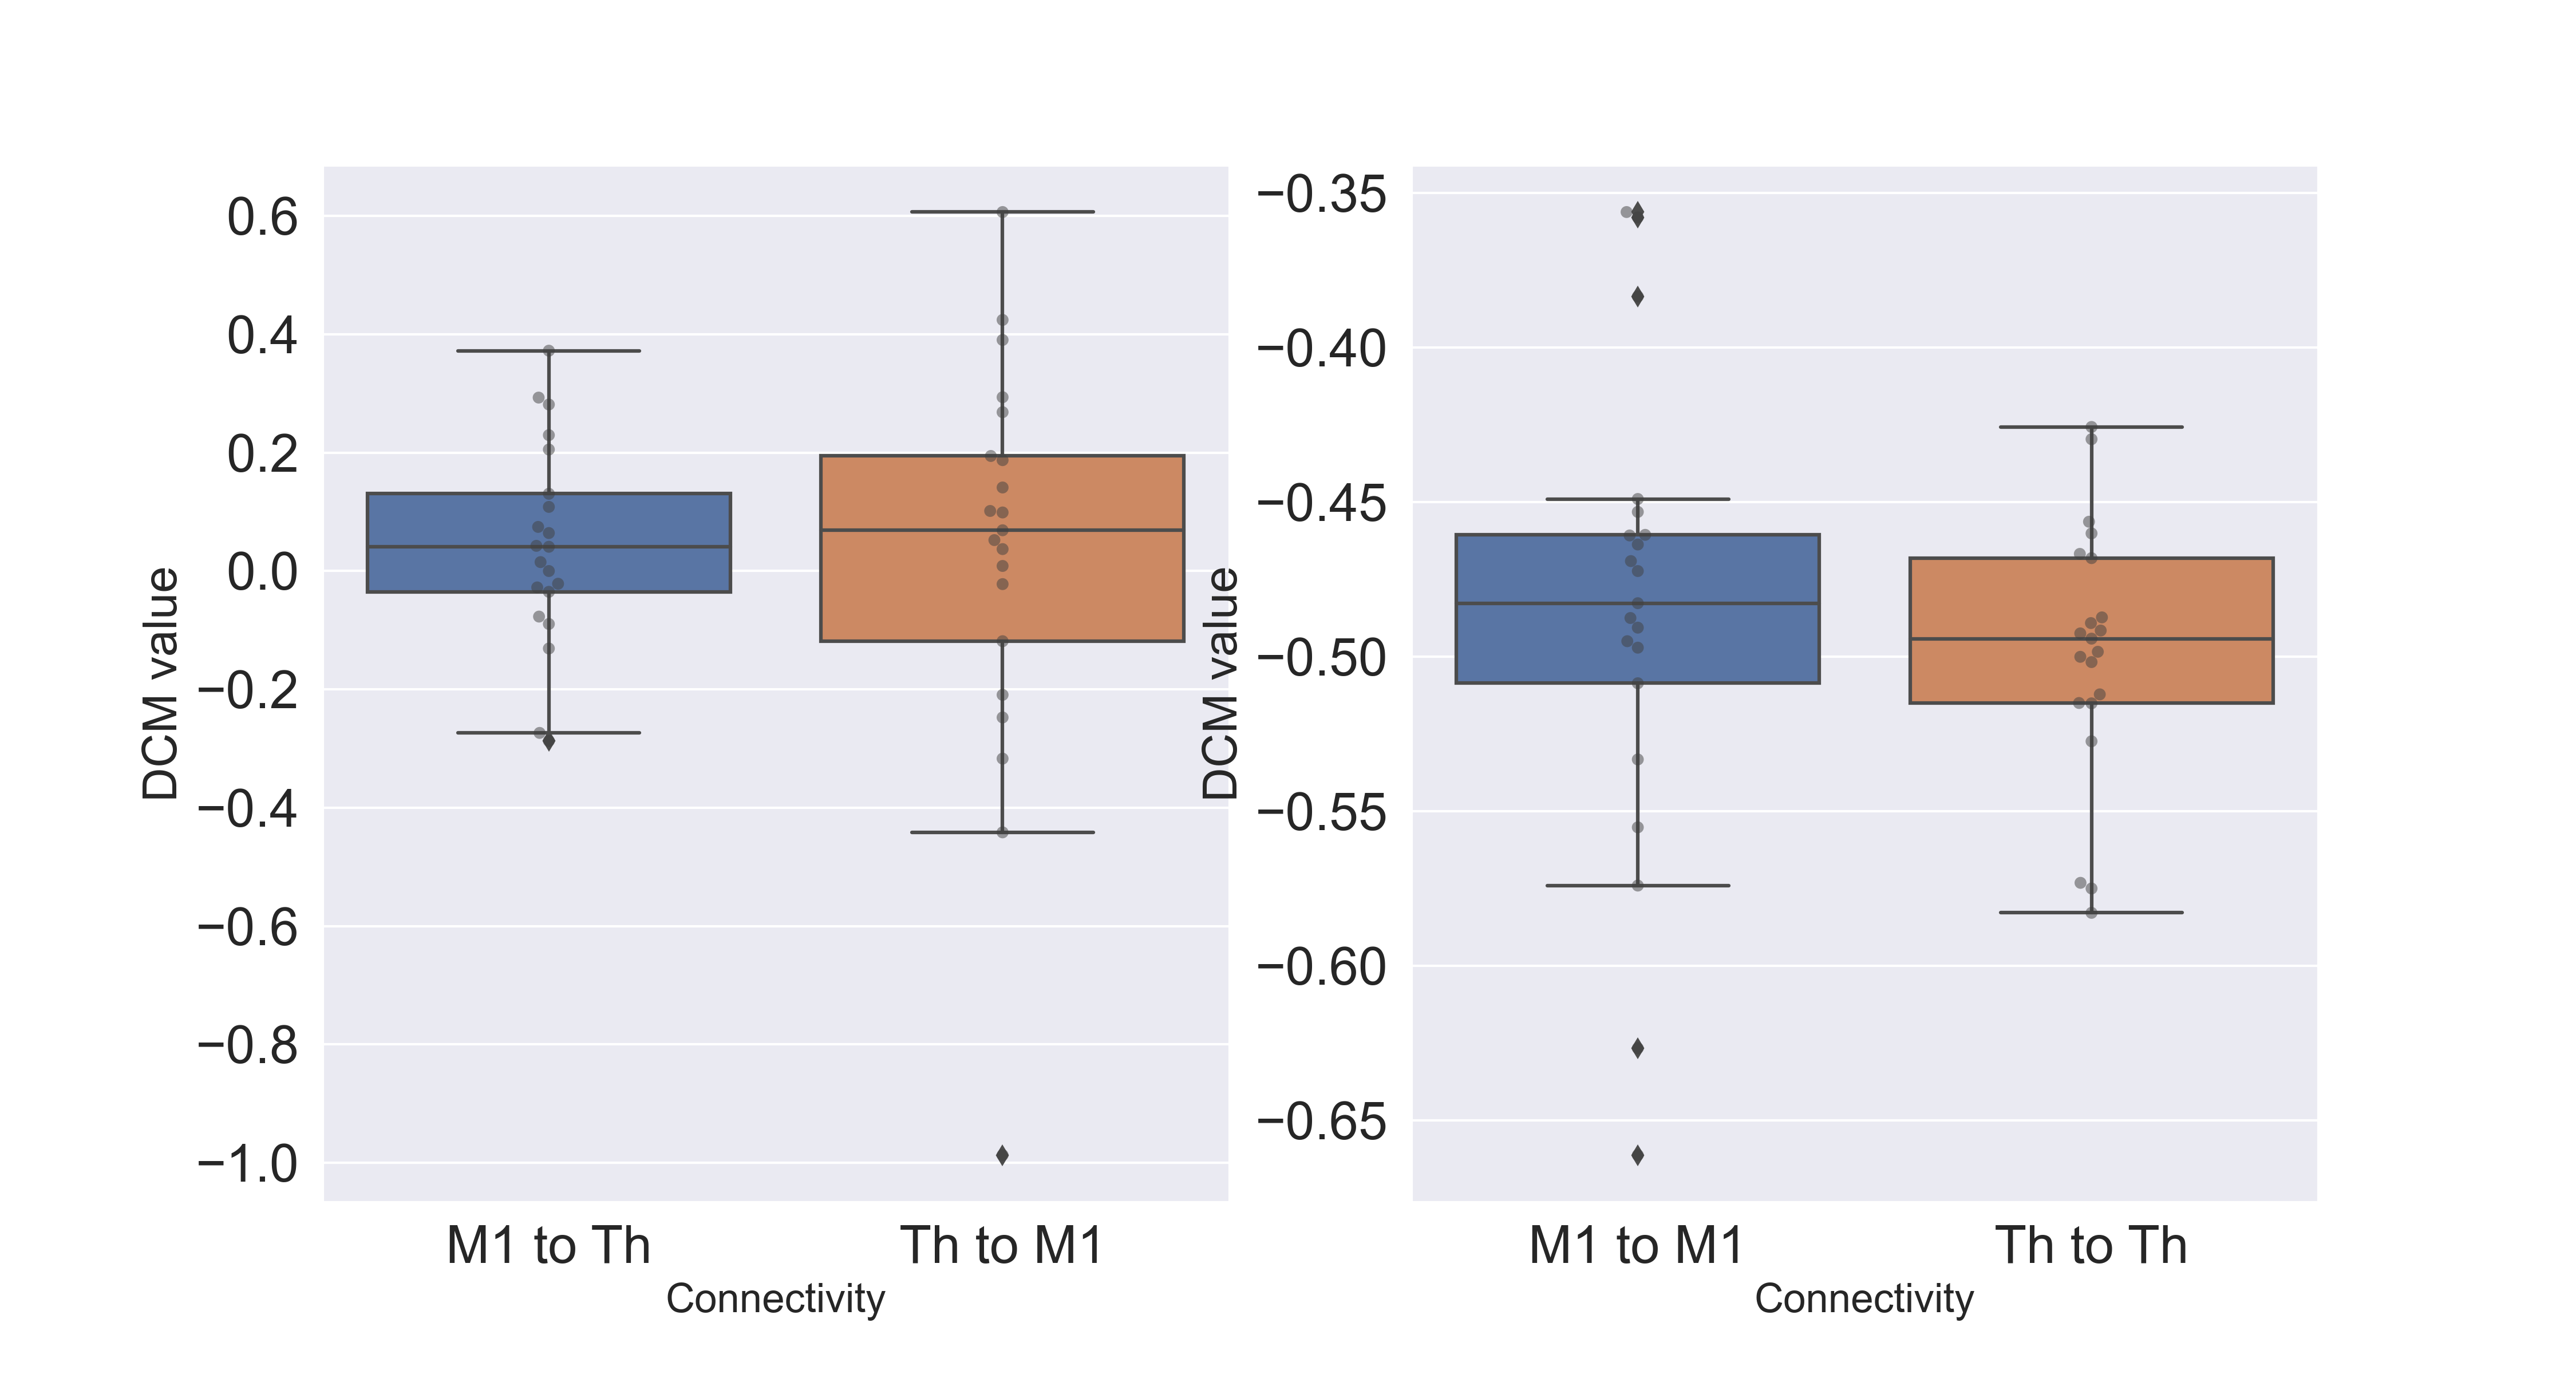 0.6
0.4
0.2
0.0
−0.2
−0.4
−0.6
−0.8
−1.0
DCM value
M1 to Th
Th to M1
Connectivity
−0.35
−0.40
−0.45
−0.50
−0.55
−0.60
−0.65
DCM value
M1 to M1
Th to Th
Connectivity